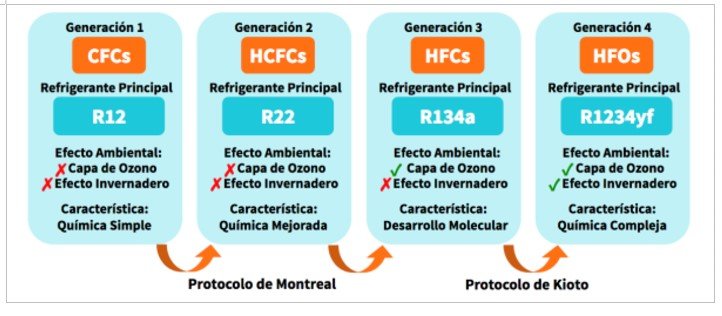 Generación 1
CFCs
Refrigerante Principal
R12
Efecto Ambiental:
✗Capa de Ozono
✗Efecto Invernadero
Característica:
Química Simple
Generación 2
HCFCs
Refrigerante Principal
R22
Efecto Ambiental:
✗Capa de Ozono
✗Efecto Invernadero
Característica:
Química Mejorada
Generación 3
HFCs
Refrigerante Principal
R134a
Efecto Ambiental:
✓ Capa de Ozono
✗Efecto Invernadero
Característica:
Desarrollo Molecular
Generación 4
HFOs
Refrigerante Principal
R1234yf
Efecto Ambiental:
✓ Capa de Ozono
✓Efecto Invernadero
Característica:
Química Compleja
Protocolo de Montreal
Protocolo de Kioto